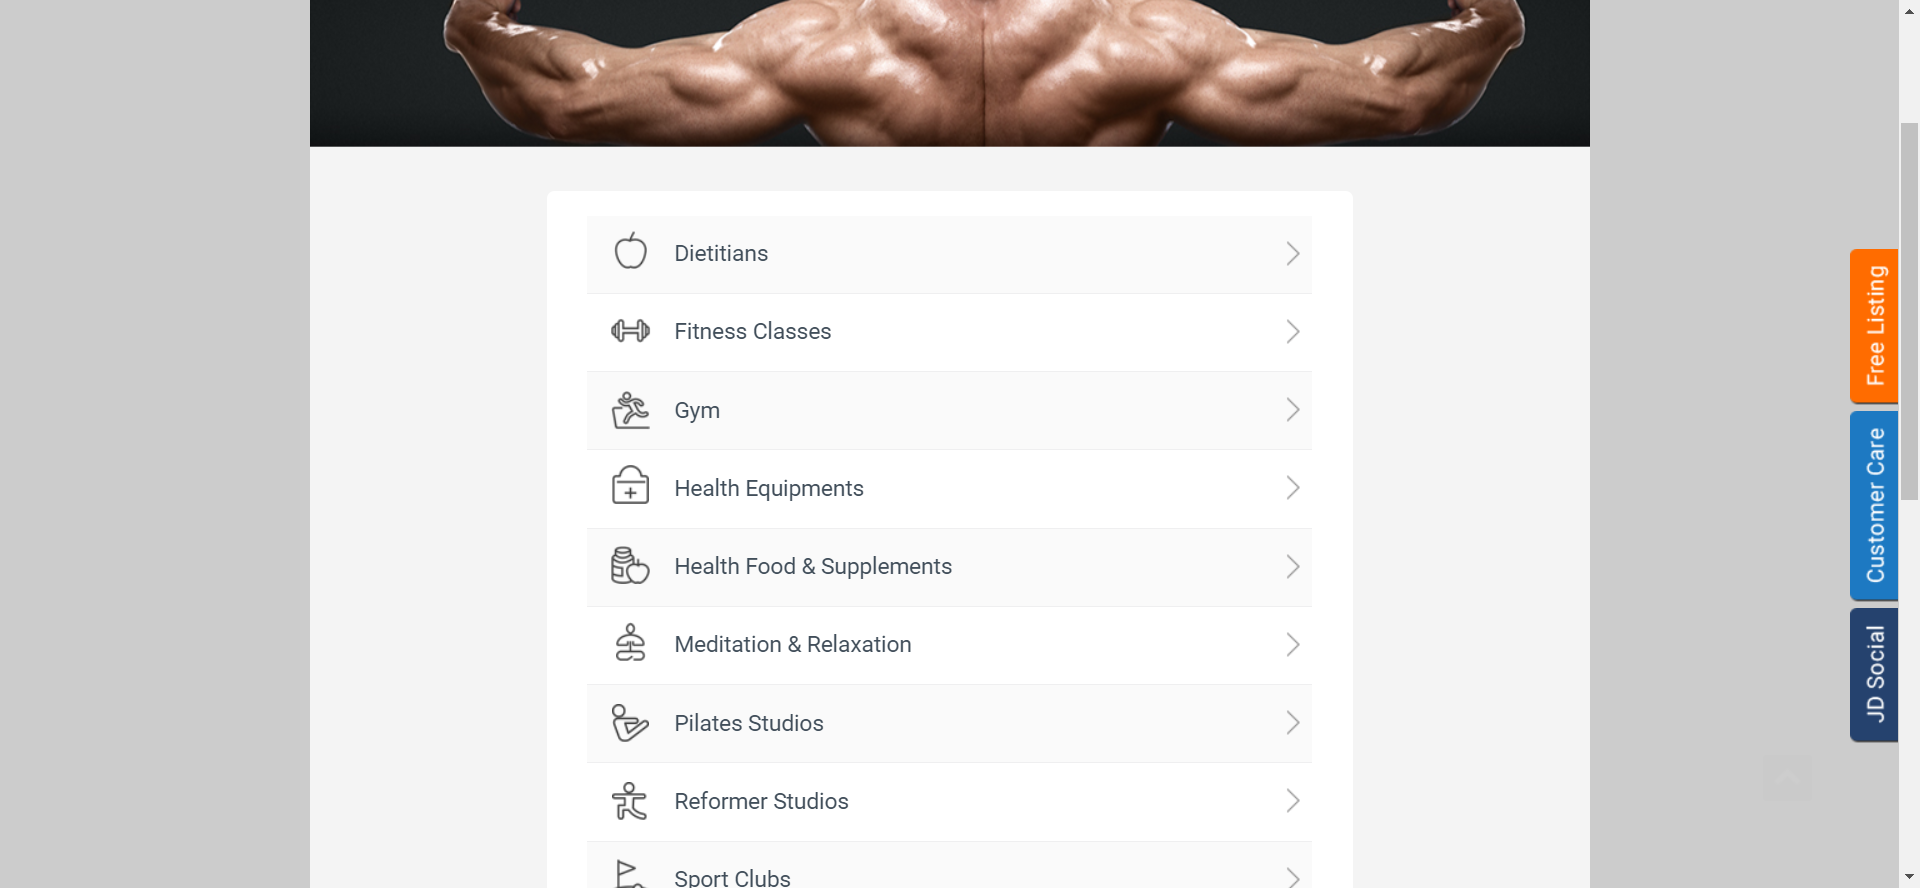 Dietitians
Fitness Classes
Gym
Health Equipments
Health Food & Supplements
Meditation & Relaxation
Pilates Studios
Reformer Studios
Sport Clubs
Free Listing
Customer Care
JD Social